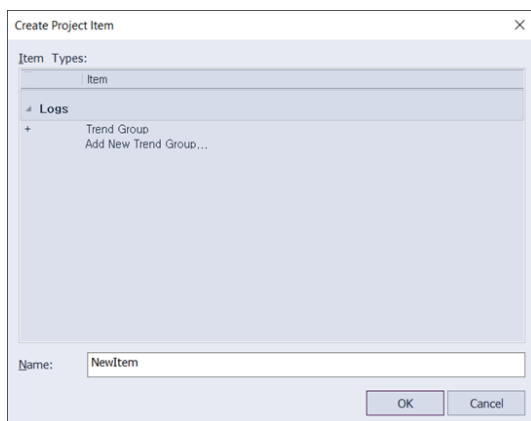 Create Project Item
Item Types:
Item
Logs
+ Trend Group
Add New Trend Group...
Name: NewItem
OK Cancel